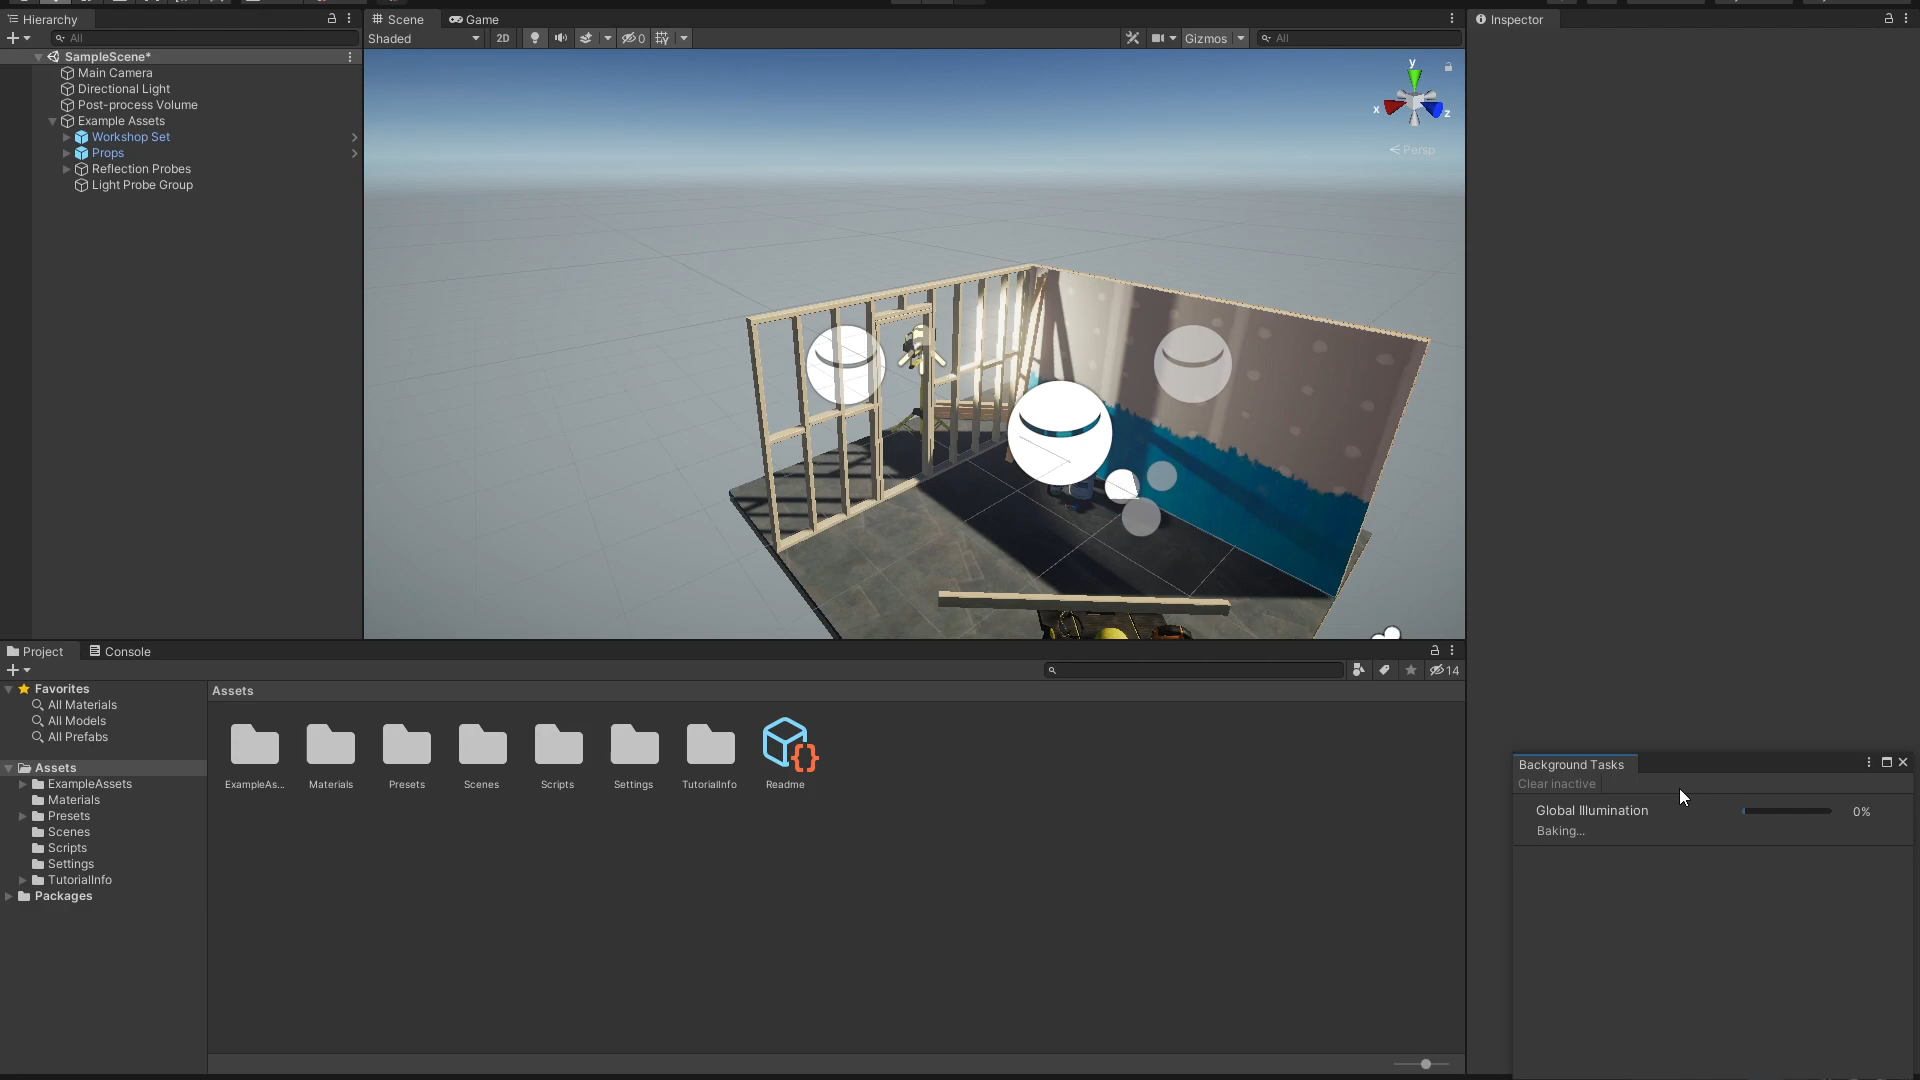 Hierarchy
All
SampleScene*
Main Camera
Directional Light
Post-process Volume
Example Assets
Workshop Set
Props
Reflection Probes
Light Probe Group
Scene
Game
Shaded
2D
0
Gizmos
All
y
x
z
Persp
Inspector
Project
Console
14
Favorites
All Materials
All Models
All Prefabs
Assets
ExampleAssets
Materials
Presets
Scenes
Scripts
Settings
TutorialInfo
Packages
Assets
ExampleAs...
Materials
Presets
Scenes
Scripts
Settings
TutorialInfo
Readme
Background Tasks
Clear inactive
Global Illumination
0%
Baking...